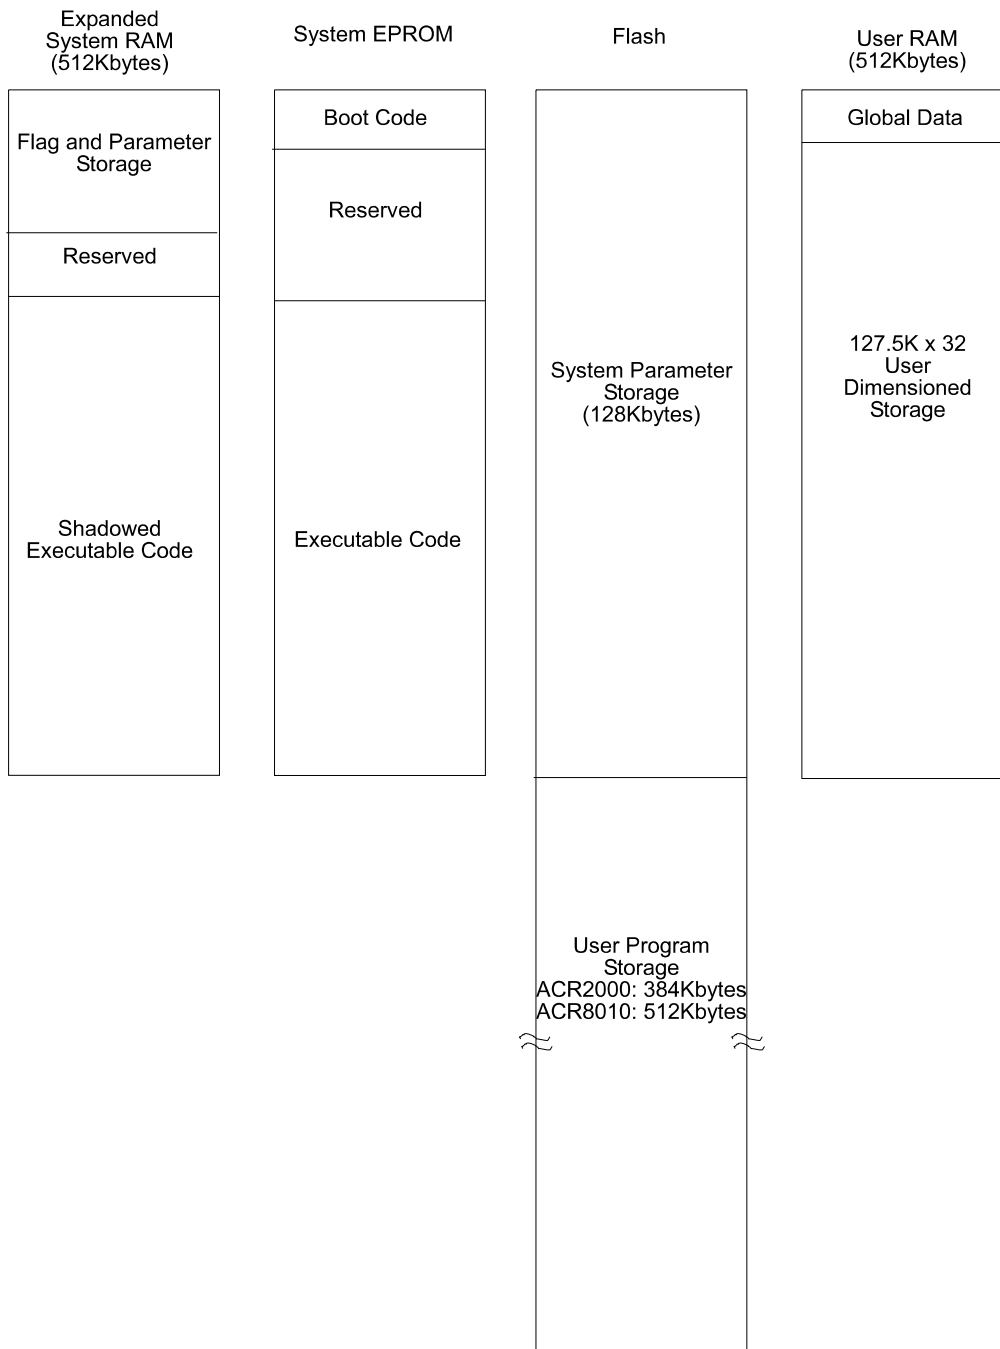 Expanded
System RAM
(512Kbytes)
System EPROM
Flash
User RAM
(512Kbytes)
Flag and Parameter
Storage
Reserved
Shadowed
Executable Code
Boot Code
Reserved
Executable Code
System Parameter
Storage
(128Kbytes)
User Program
Storage
ACR2000: 384Kbytes
ACR8010: 512Kbytes
Global Data
127.5K x 32
User
Dimensioned
Storage